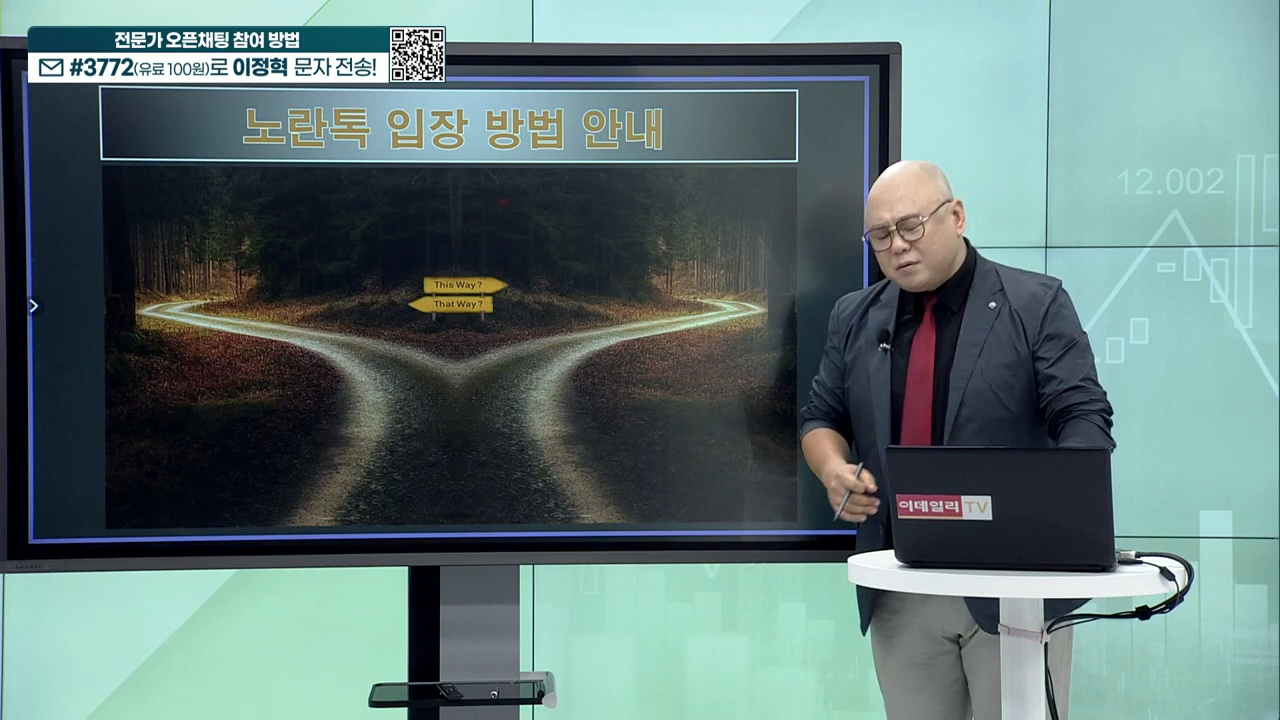 전문가 오픈채팅 참여 방법
#3772(유료 100원)로 이정혁 문자 전송!
노란톡 입장 방법 안내
This Way?
That Way?
12.002
이데일리 TV